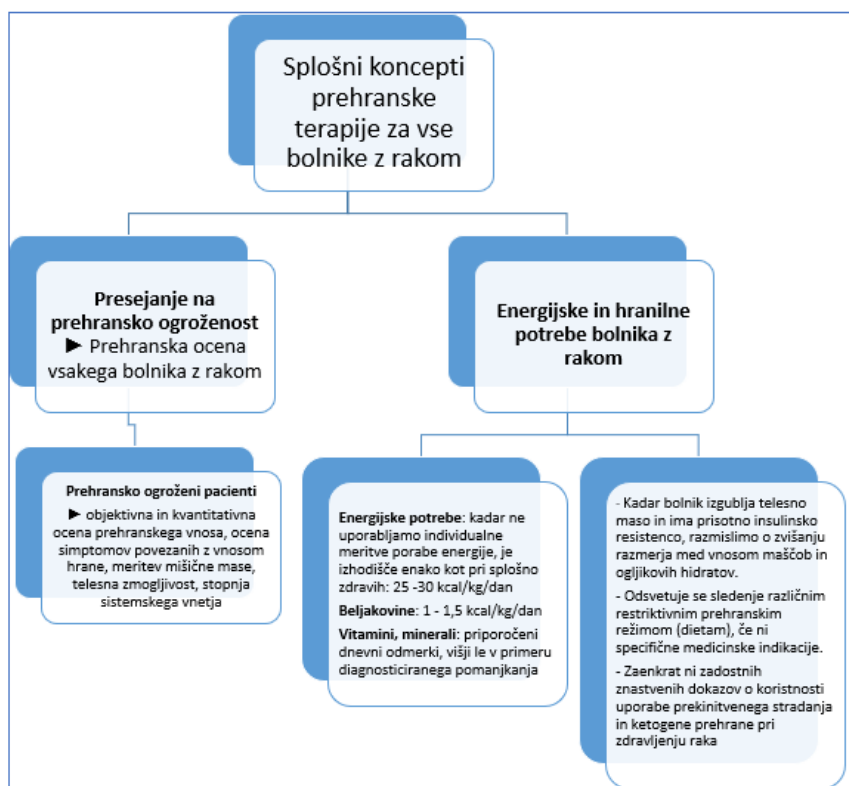 Splošni koncepti
prehranske
terapije za vse
bolnike z rakom
Presejanje na
prehransko ogroženost
► Prehranska ocena
vsakega bolnika z rakom
Energijske in hranilne
potrebe bolnika z
rakom
Prehransko ogroženi pacienti
► objektivna in kvantitativna
ocena prehranskega vnosa, ocena
simptomov povezanih z vnosom
hrane, meritev mišične mase,
telesna zmogljivost, stopnja
sistemskega vnetja
Energijske potrebe: kadar ne
uporabljamo individualne
meritve porabe energije, je
izhodišče enako kot pri splošno
zdravih: 25 -30 kcal/kg/dan
Beljakovine: 1 - 1,5 kcal/kg/dan
Vitamini, minerali: priporočeni
dnevni odmerki, višji le v primeru
diagnosticiranega pomanjkanja
- Kadar bolnik izgublja telesno
maso in ima prisotno insulinsko
resistenco, razmislimo o zvišanju
razmerja med vnosom maščob in
ogljikovih hidratov.
- Odsvetuje se sledenje različnim
restriktivnim prehranskim
režimom (dietam), če ni
specifične medicinske indikacije.
- Zaenkrat ni zadostnih
znastvenih dokazov o koristnosti
uporabe prekinitvenega stradanja
in ketogene prehrane pri
zdravljenju raka